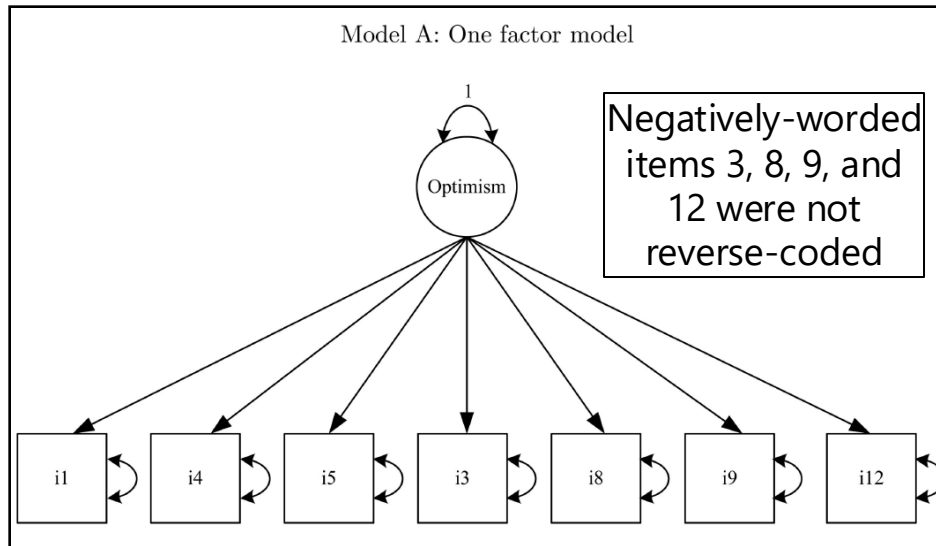 Model A: One factor model
1
Negatively-worded
items 3, 8, 9, and
12 were not
reverse-coded
Optimism
i1 i4 i5 i3 i8 i9 i12